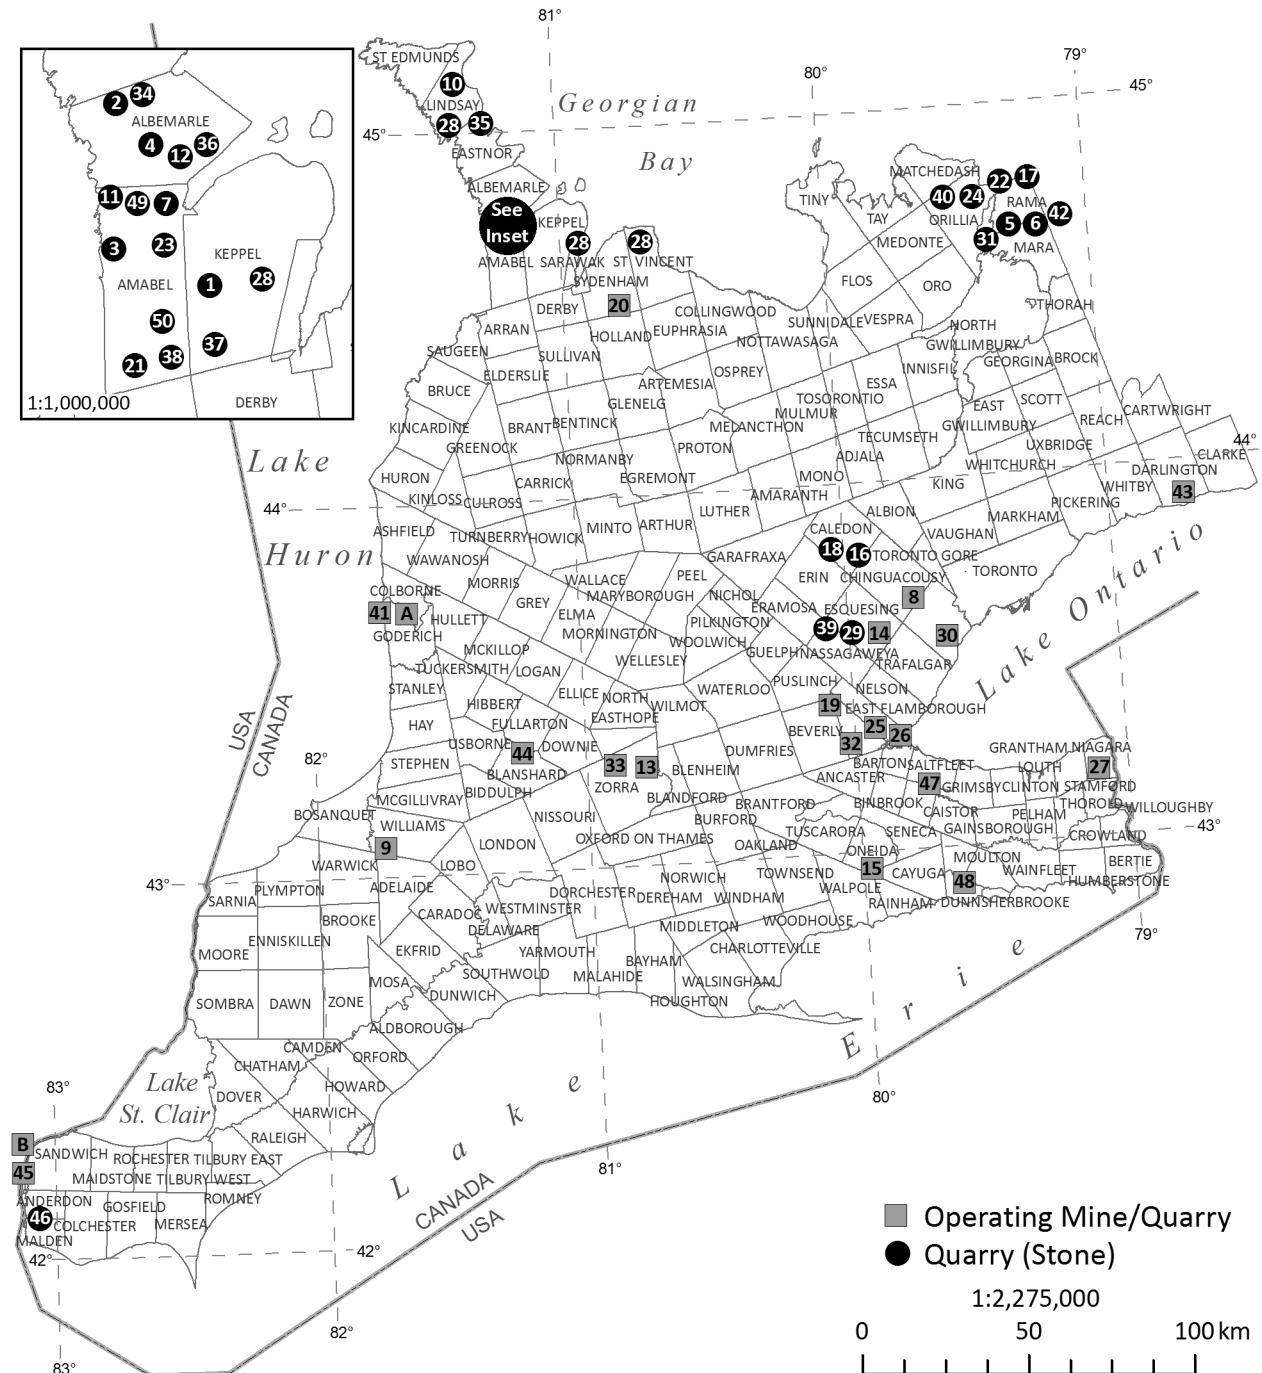 81°
79°
80°
45°
ST EDMUNDS
10
LINDSAY
28
35
45°
EASTNOR
ALBEMARLE
See
Inset
KEPPEL
28
28
AMABEL
SARAWAK
ST VINCENT
SYDENHAM
20
Georgian
Bay
34
2
ALBEMARLE
4
36
12
11
49
7
3
23
KEPPEL
AMABEL
1
28
50
37
38
21
1:1,000,000
DERBY
MATCHEDASH
22
17
40
24
TINY
TAY
ORILLIA
RAMA
42
5
6
31
MARA
MEDONTE
FLOS
ORO
THORAH
DERBY
COLLINGWOOD
SUNNIDALE
VESPRA
ARRAN
HOLLAND
EUPHRASIA
NORTH
GWILLIMBURY
NOTTAWASAGA
SAUGEEN
SULLIVAN
GEORGINA
BROCK
ELDERSLIE
OSPREY
INNISFIL
BRUCE
ARTEMESIA
ESSA
TOSORONTIO
SCOTT
GLENELG
MULMUR
EAST
GWILLIMBURY
REACH
CARTWRIGHT
KINCARDINE
BRANT
BENTINCK
MELANCTHON
TECUMSETH
UXBRIDGE
44°
GREENOCK
PROTON
ADJALA
CLARKE
NORMANBY
WHITCHURCH
DARLINGTON
HURON
CARRICK
EGREMONT
MONO
KING
WHITBY
43
KINLOSS
CULROSS
AMARANTH
PICKERING
44°
LUTHER
ALBION
MARKHAM
Lake
Huron
ASHFIELD
TURNBERRY
HOWICK
MINTO
ARTHUR
CALEDON
VAUGHAN
WAWANOSH
GARAFRAXA
18
16
TORONTO GORE
MORRIS
WALLACE
PEEL
ERIN
CHINGUACOUSY
TORONTO
COLBORNE
GREY
MARYBOROUGH
NICHOL
8
41
A
HULLETT
ELMA
ERAMOSA
ESQUESING
GODERICH
MORNINGTON
PILKINGTON
39
29
14
30
MCKILLOP
WOOLWICH
GUELPH
NASSAGAWEYA
TUCKERSMITH
LOGAN
WELLESLEY
TRAFALGAR
STANLEY
ELLICE
NORTH
EASTHOPE
WATERLOO
PUSLINCH
NELSON
HIBBERT
WILMOT
19
EAST FLAMBOROUGH
HAY
FULLARTON
BEVERLY
25
26
USBORNE
44
DOWNIE
DUMFRIES
32
GRANTHAM
NIAGARA
STEPHEN
BLANSHARD
33
13
BLENHEIM
BARTON
SALTFLEET
LOUTH
27
BIDDULPH
ZORRA
ANCASTER
47
GRIMSBY
CLINTON
STAMFORD
MCGILLIVRAY
BLANDFORD
BRANTFORD
BINBROOK
THOROLD
WILLOUGHBY
BOSANQUET
NISSOURI
BURFORD
CAISTOR
PELHAM
WILLIAMS
TUSCARORA
SENECA
GAINSBOROUGH
CROWLAND
43°
9
LONDON
OXFORD ON THAMES
OAKLAND
ONEIDA
WARWICK
LOBO
MOULTON
BERTIE
43°
TOWNSEND
15
CAYUGA
WAINFLEET
PLYMPTON
ADELAIDE
NORWICH
WALPOLE
48
HUMBERSTONE
SARNIA
DORCHESTER
DEREHAM
WINDHAM
RAINHAM
DUNN
SHERBROOKE
CARADOC
WESTMINSTER
BROOKE
DELAWARE
MIDDLETON
WOODHOUSE
79°
ENNISKILLEN
EKFRID
YARMOUTH
CHARLOTTEVILLE
MOORE
BAYHAM
SOUTHWOLD
MALAHIDE
MOSA
WALSINGHAM
SOMBRA
DAWN
ZONE
DUNWICH
HOUGHTON
ALDBOROUGH
CAMDEN
ORFORD
CHATHAM
HOWARD
DOVER
HARWICH
RALEIGH
Lake
St. Clair
83°
80°
81°
B
SANDWICH
ROCHESTER
TILBURY EAST
45
MAIDSTONE
TILBURY WEST
ANDERDON
ROMNEY
GOSFIELD
46
COLCHESTER
MERSEA
MALDEN
42°
42°
82°
83°
82°
USA
CANADA
CANADA
USA
Lake Ontario
Lake Erie
Operating Mine/Quarry
Quarry (Stone)
1:2,275,000
0
50
100 km